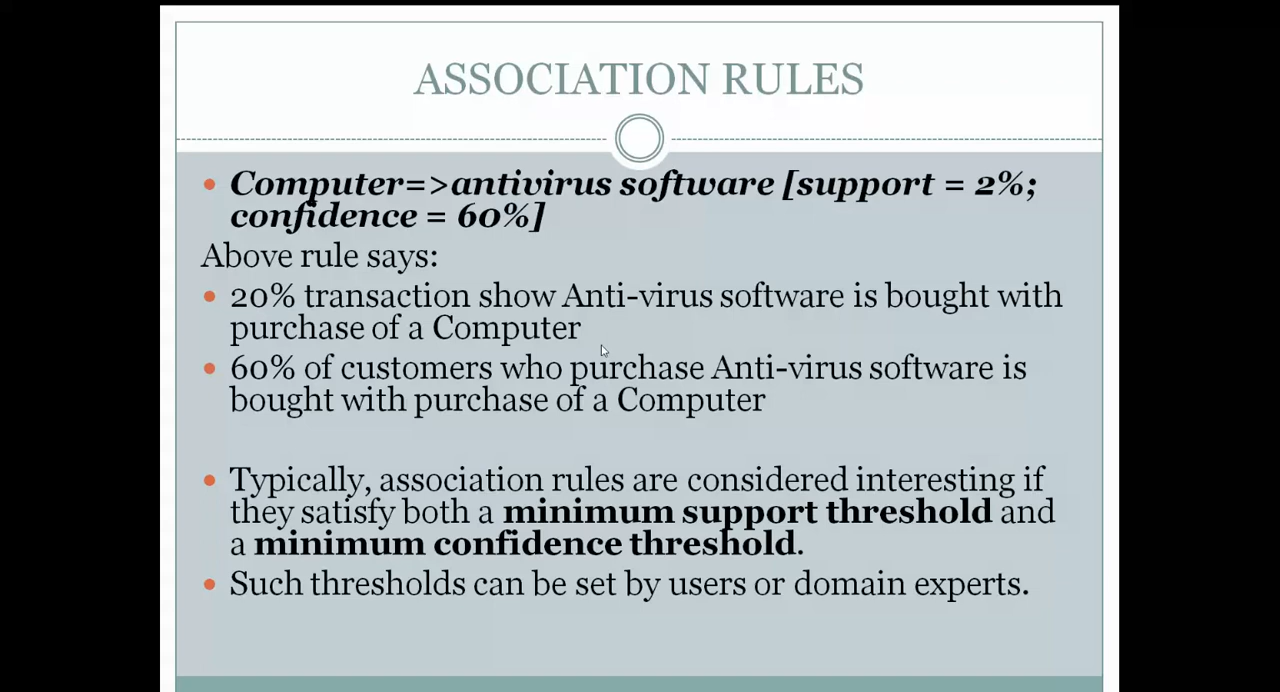 ASSOCIATION RULES
• Computer=>antivirus software [support = 2%;
confidence = 60%]
Above rule says:
• 20% transaction show Anti-virus software is bought with
purchase of a Computer
• 60% of customers who purchase Anti-virus software is
bought with purchase of a Computer
• Typically, association rules are considered interesting if
they satisfy both a minimum support threshold and
a minimum confidence threshold.
• Such thresholds can be set by users or domain experts.